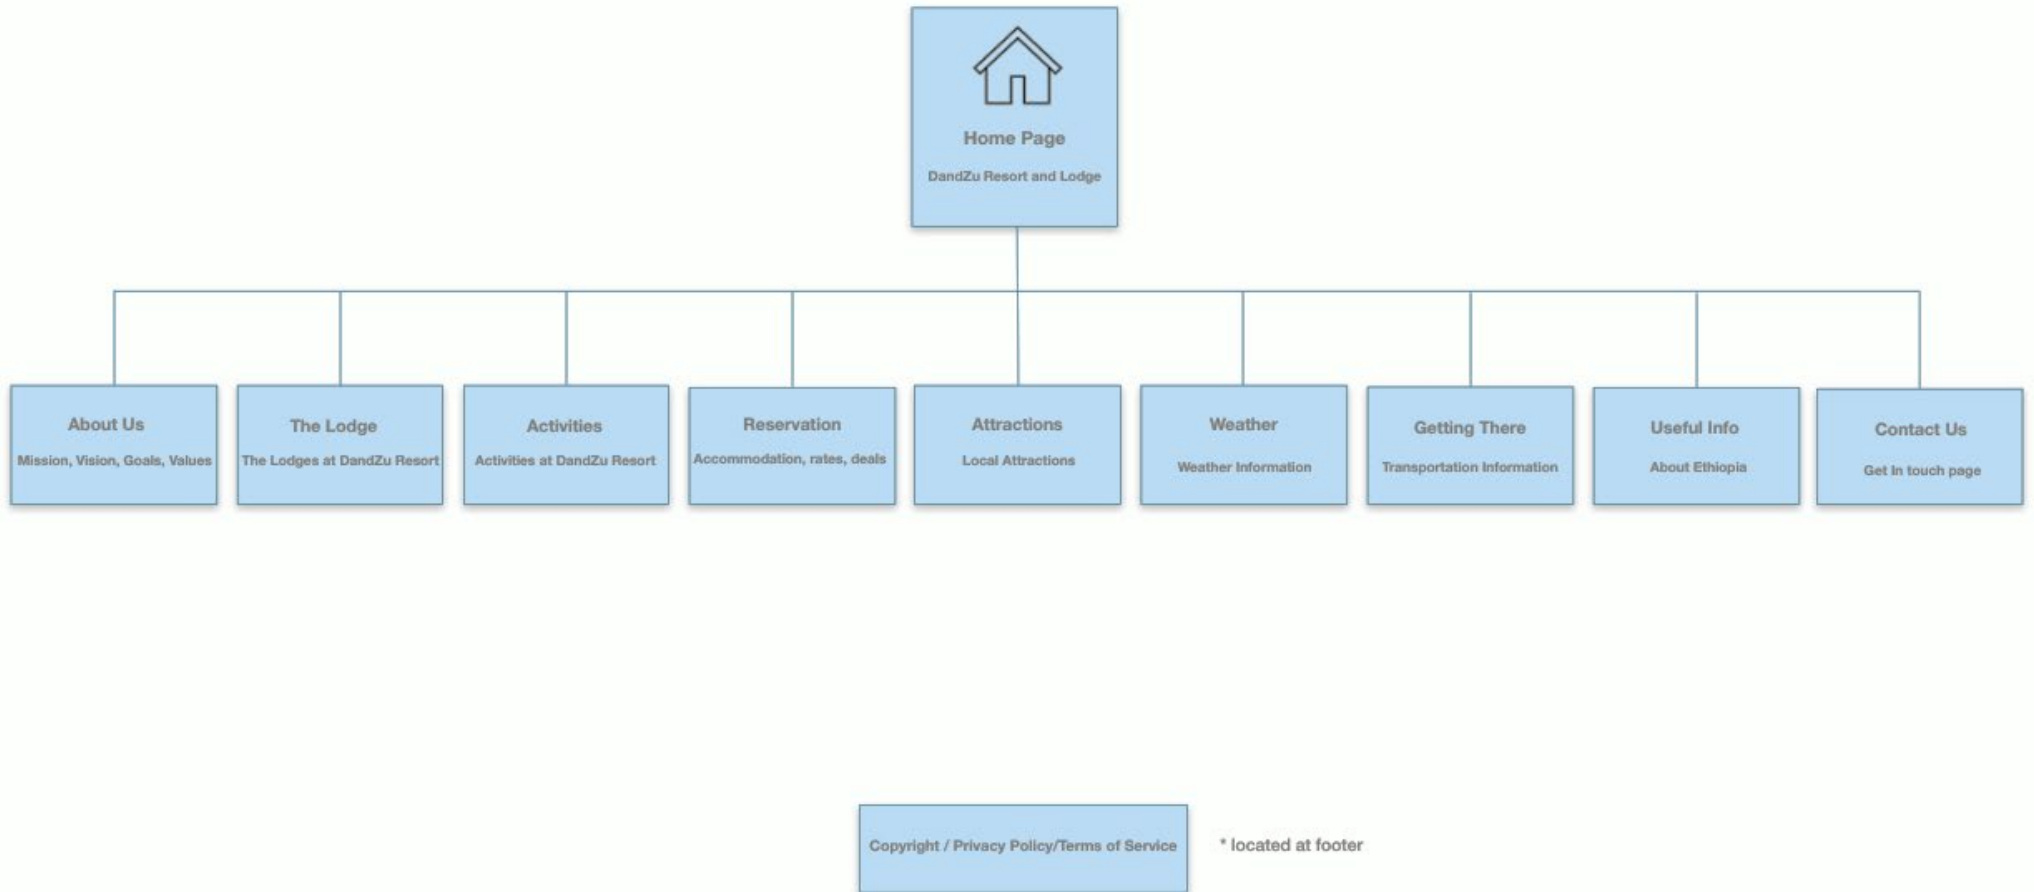 Home Page
DandZu Resort and Lodge
About Us
Mission, Vision, Goals, Values
The Lodge
The Lodges at DandZu Resort
Activities
Activities at DandZu Resort
Reservation
Accommodation, rates, deals
Attractions
Local Attractions
Weather
Weather Information
Getting There
Transportation Information
Useful Info
About Ethiopia
Contact Us
Get In touch page
Copyright / Privacy Policy/Terms of Service
* located at footer